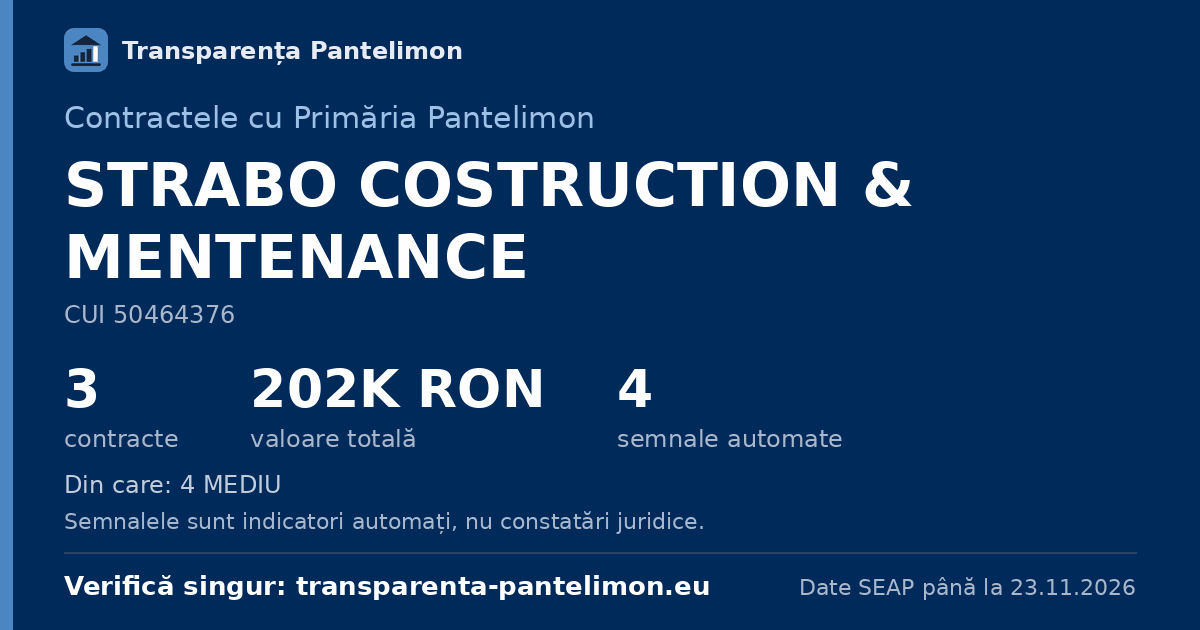 Transparența Pantelimon
Contractele cu Primăria Pantelimon
STRABO COSTRUCTION &
MENTENANCE
CUI 50464376
3
contracte
202K RON
valoare totală
4
semnale automate
Din care: 4 MEDIU
Semnalele sunt indicatori automați, nu constatări juridice.
Verifică singur: transparenta-pantelimon.eu
Date SEAP până la 23.11.2026